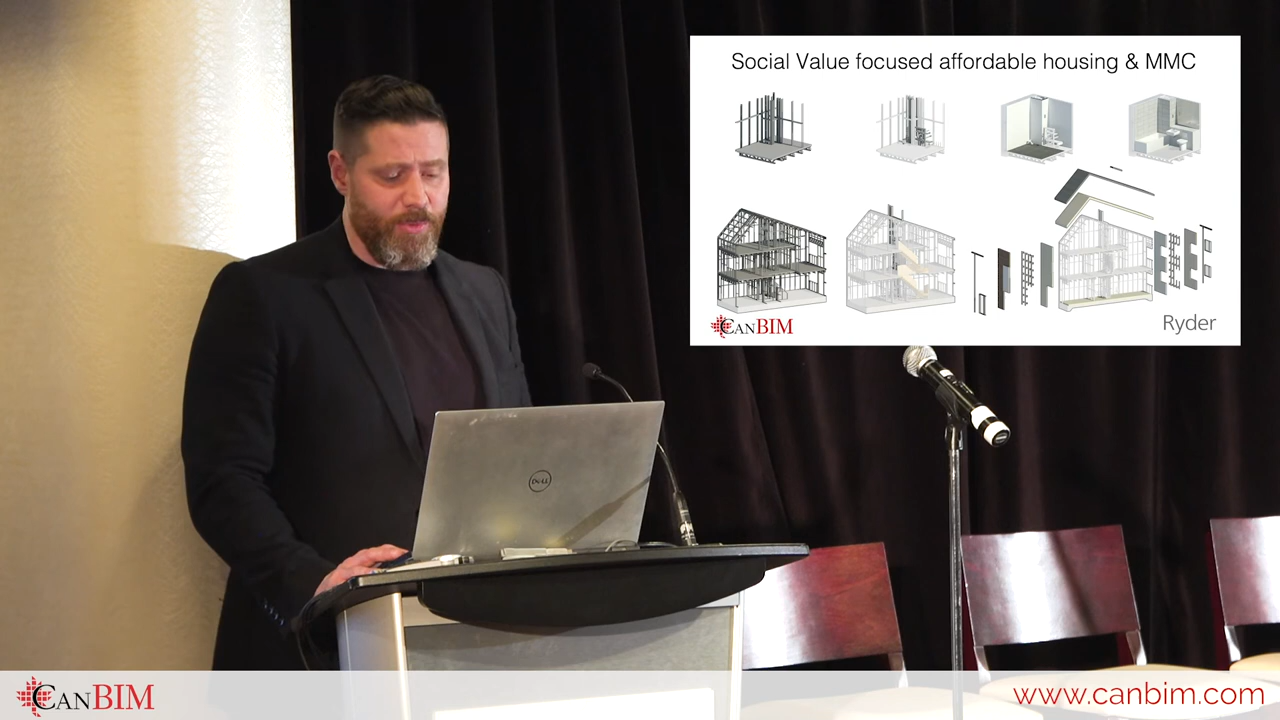 Social Value focused affordable housing & MMC
CANBIM
Ryder
DELL
CANBIM
www.canbim.com